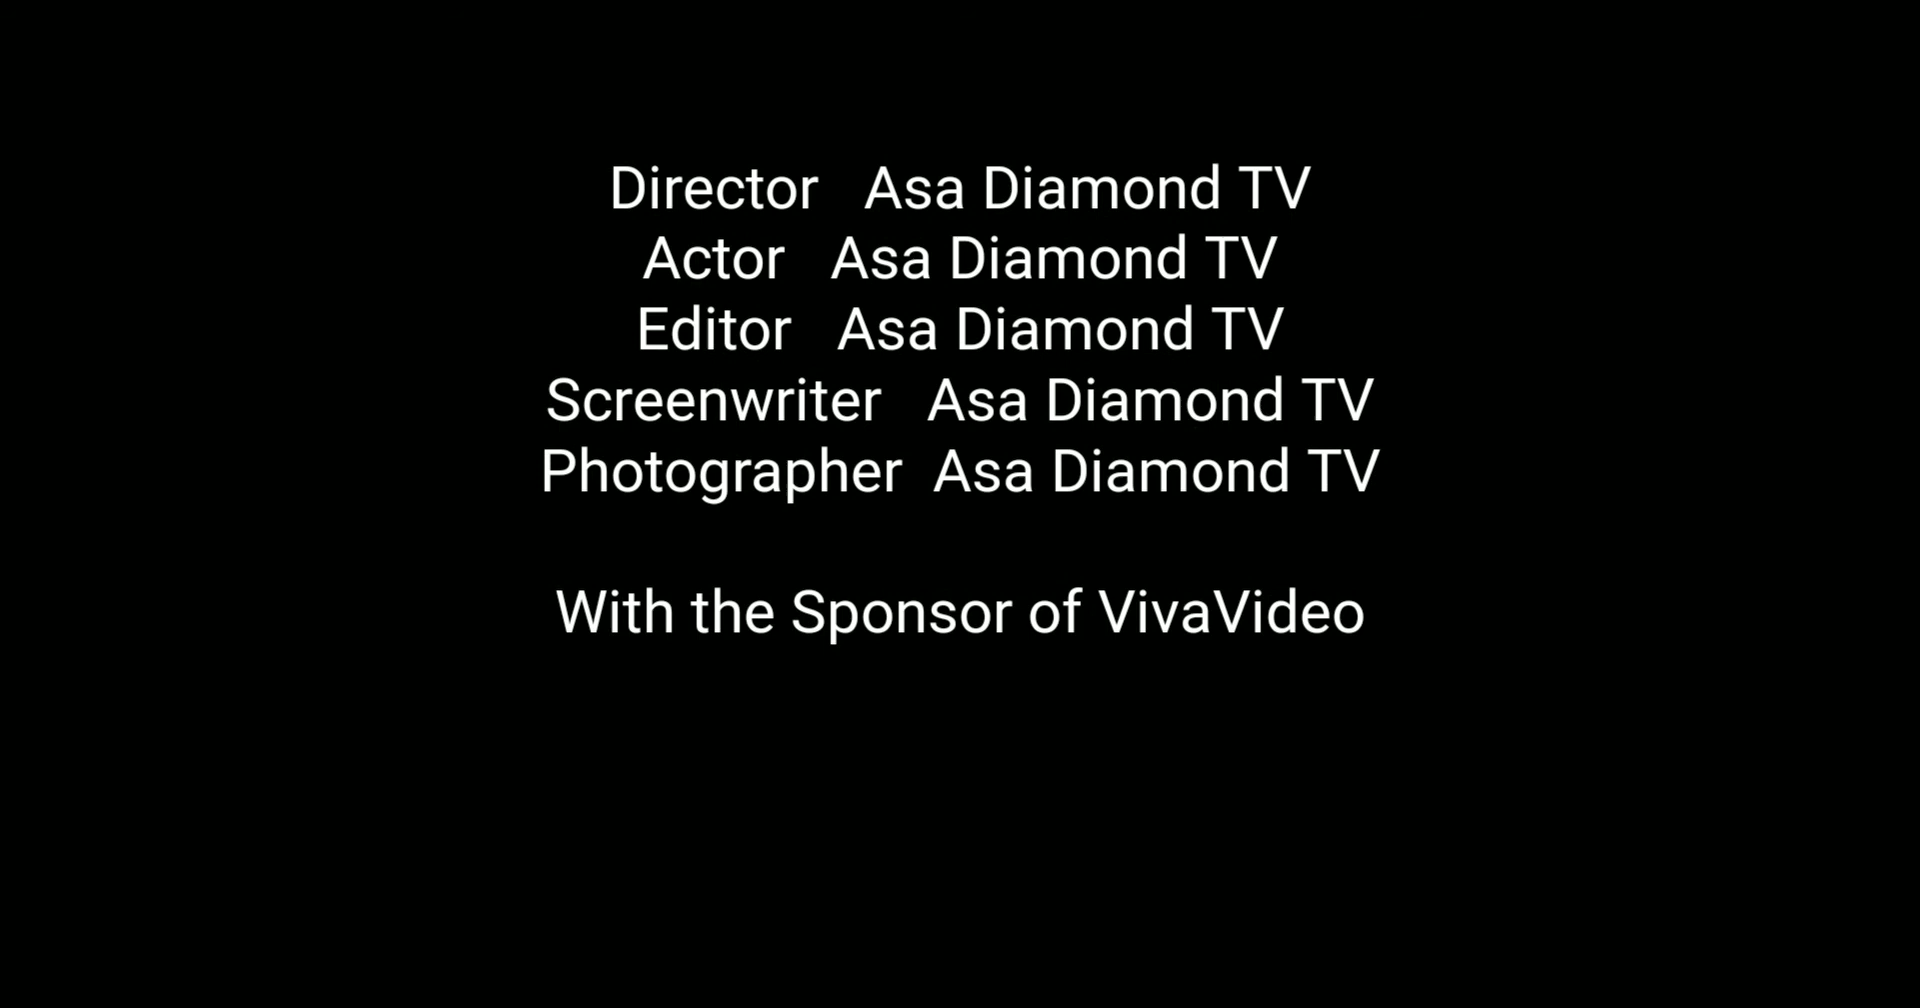 Director Asa Diamond TV
Actor Asa Diamond TV
Editor Asa Diamond TV
Screenwriter Asa Diamond TV
Photographer Asa Diamond TV
With the Sponsor of VivaVideo